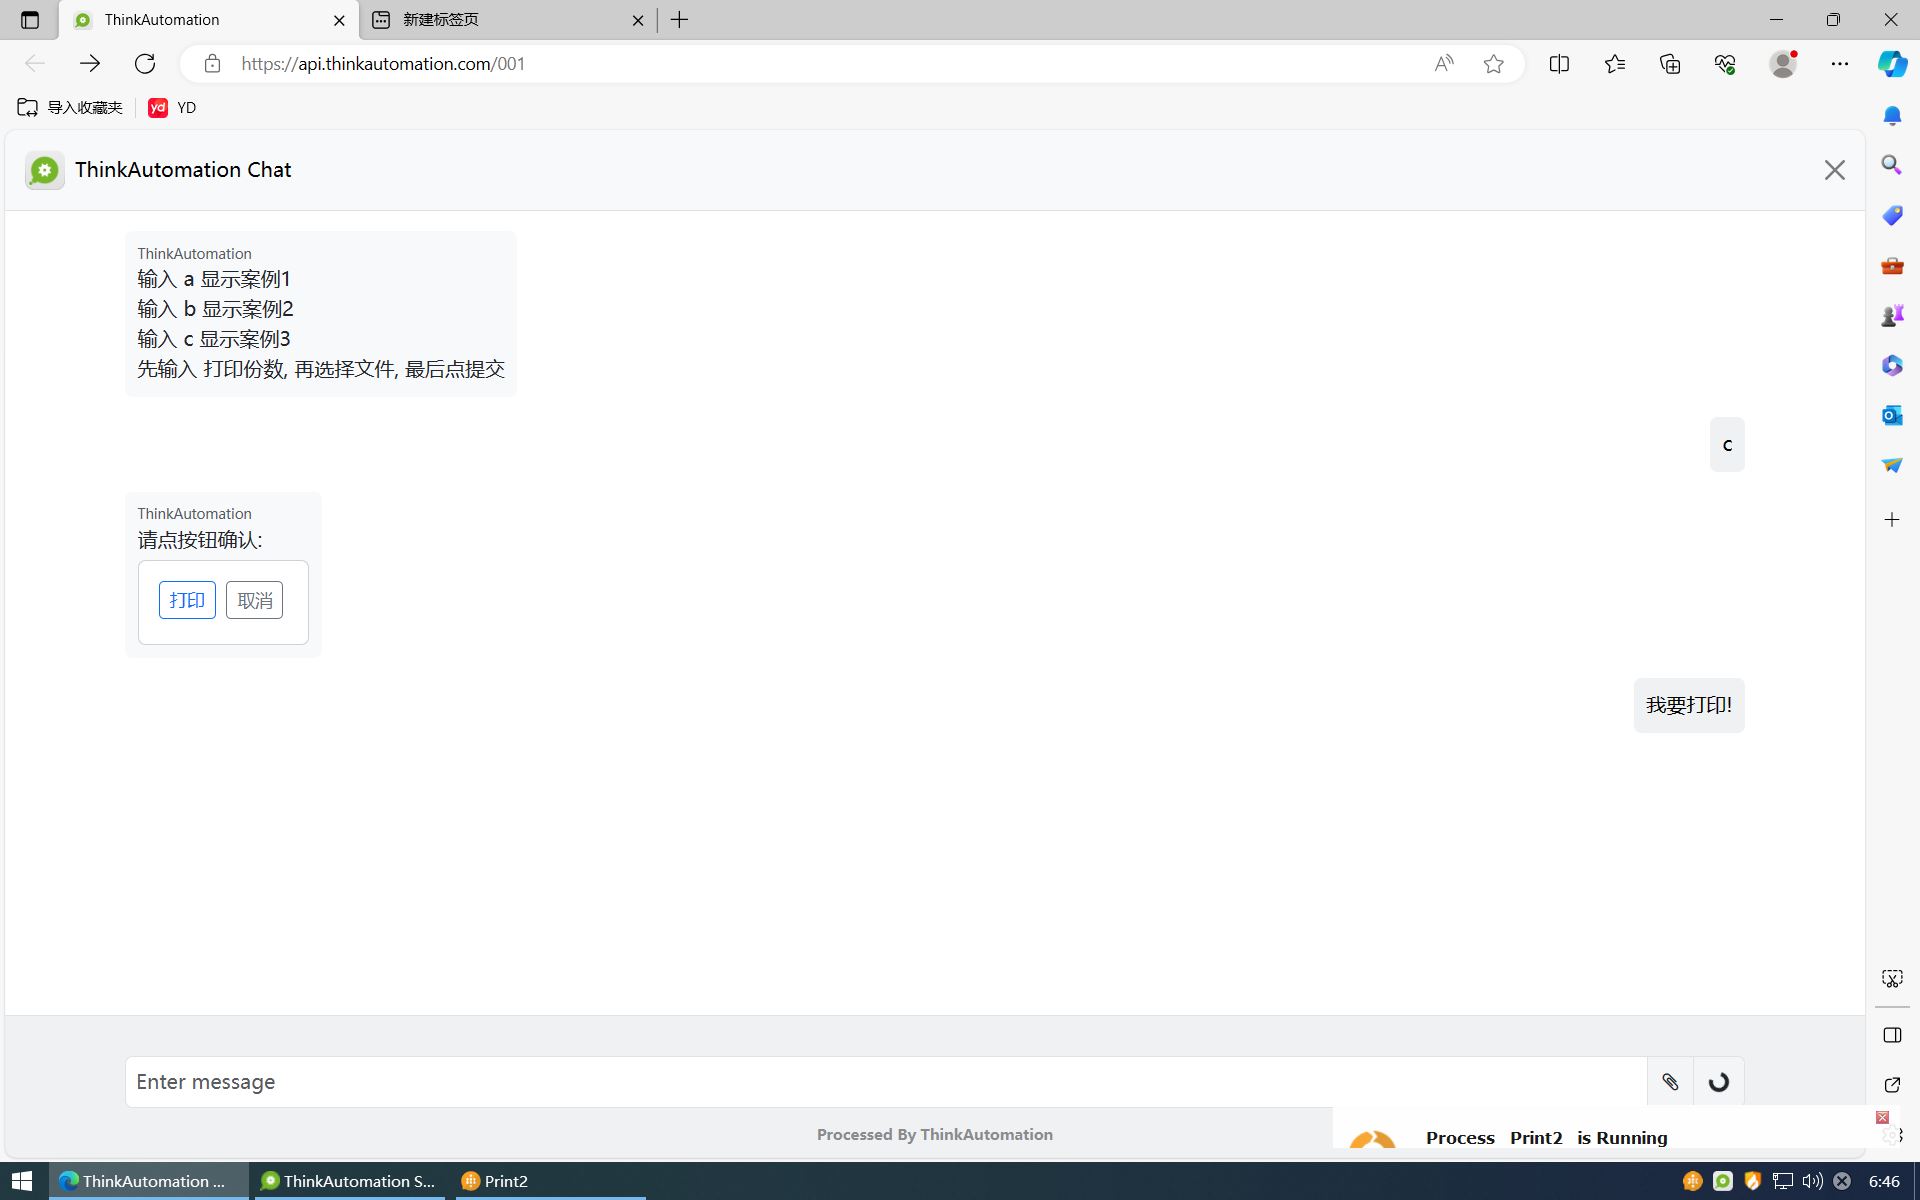 ThinkAutomation
新建标签页
https://api.thinkautomation.com/001
导入收藏夹
yd YD
ThinkAutomation Chat
ThinkAutomation
输入 a 显示案例1
输入 b 显示案例2
输入 c 显示案例3
先输入 打印份数, 再选择文件, 最后点提交
c
ThinkAutomation
请点按钮确认:
打印 取消
我要打印!
Enter message
Processed By ThinkAutomation
Process Print2 is Running
ThinkAutomation ...
ThinkAutomation S...
Print2
6:46